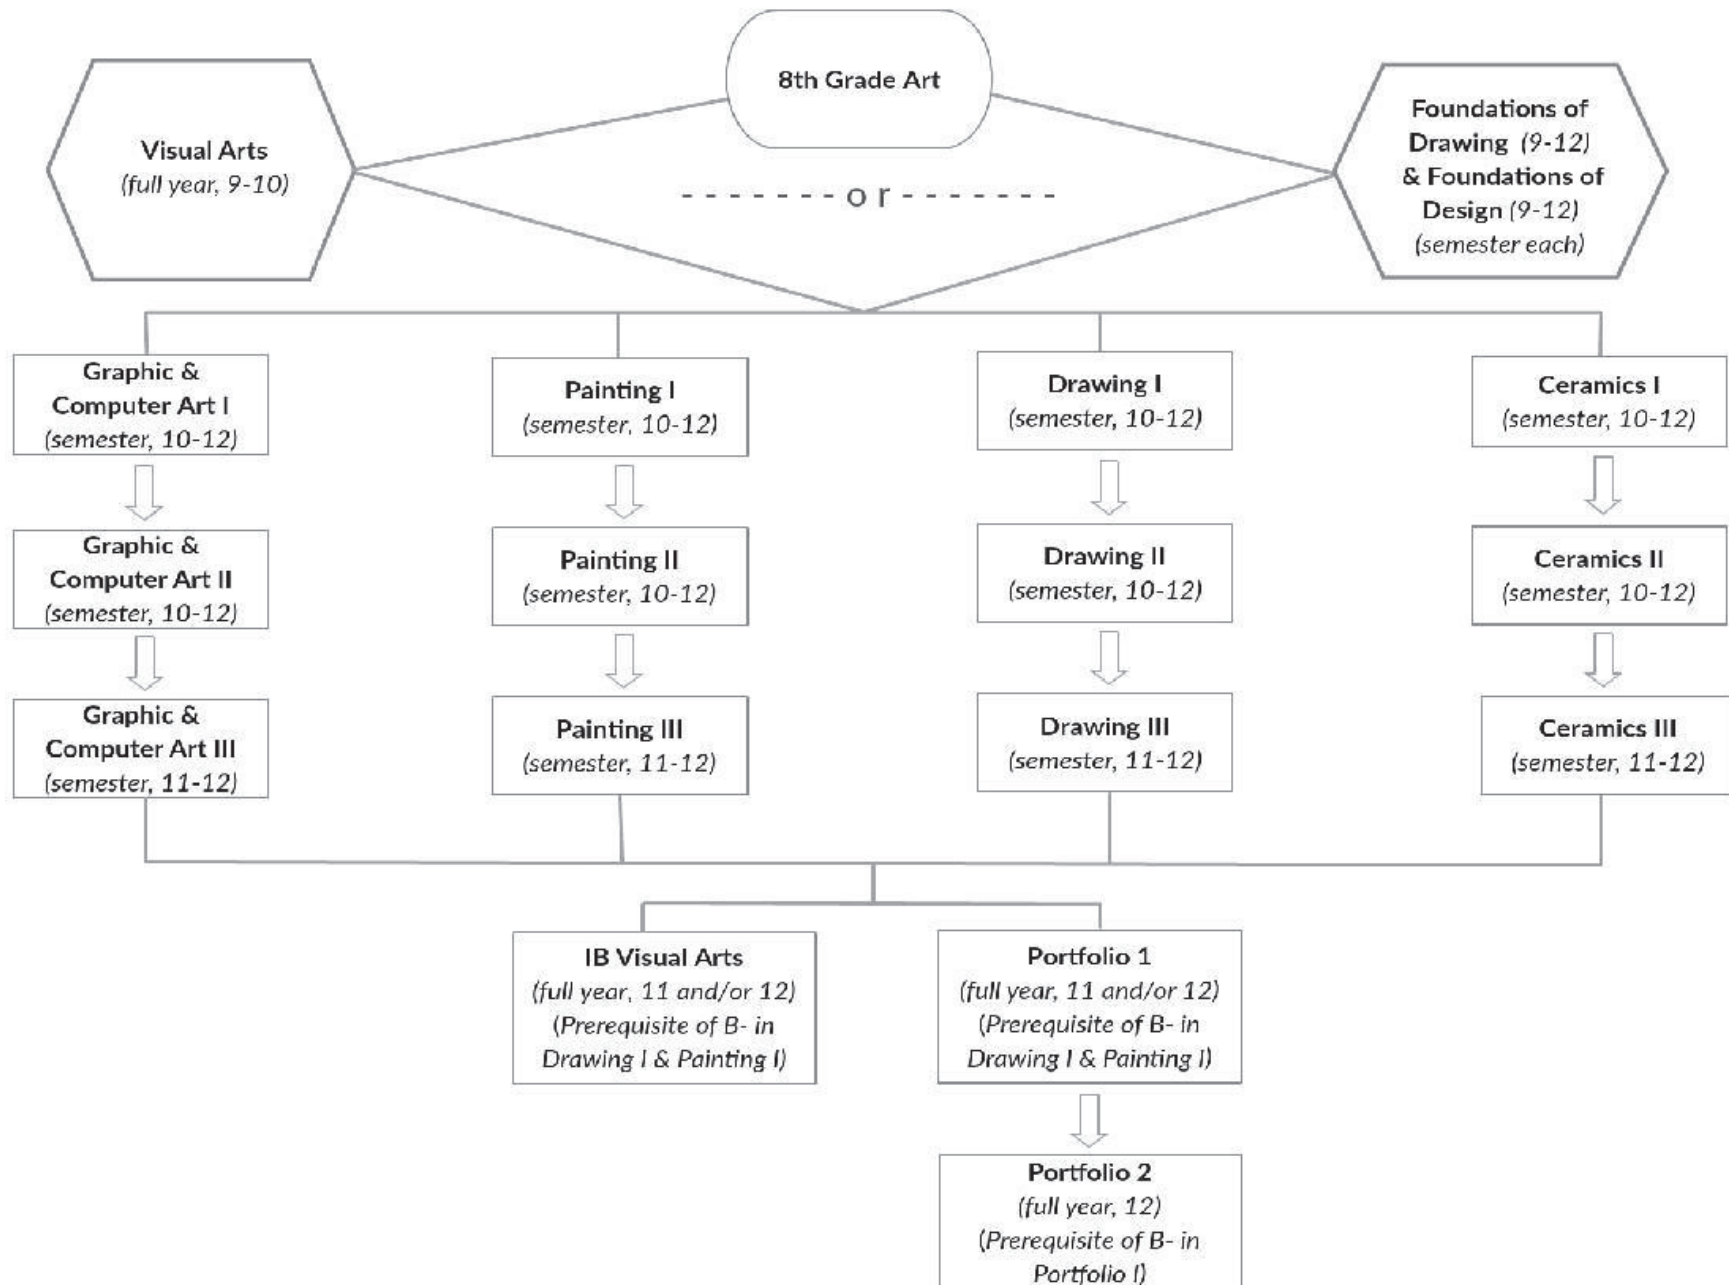 8th Grade Art
Visual Arts
(full year, 9-10)
- - - - - - - - - o r - - - - - - - - -
Foundations of
Drawing (9-12)
& Foundations of
Design (9-12)
(semester each)
Graphic &
Computer Art I
(semester, 10-12)
Painting I
(semester, 10-12)
Drawing I
(semester, 10-12)
Ceramics I
(semester, 10-12)
Graphic &
Computer Art II
(semester, 10-12)
Painting II
(semester, 10-12)
Drawing II
(semester, 10-12)
Ceramics II
(semester, 10-12)
Graphic &
Computer Art III
(semester, 11-12)
Painting III
(semester, 11-12)
Drawing III
(semester, 11-12)
Ceramics III
(semester, 11-12)
IB Visual Arts
(full year, 11 and/or 12)
(Prerequisite of B- in
Drawing I & Painting I)
Portfolio 1
(full year, 11 and/or 12)
(Prerequisite of B- in
Drawing I & Painting I)
Portfolio 2
(full year, 12)
(Prerequisite of B- in
Portfolio I)